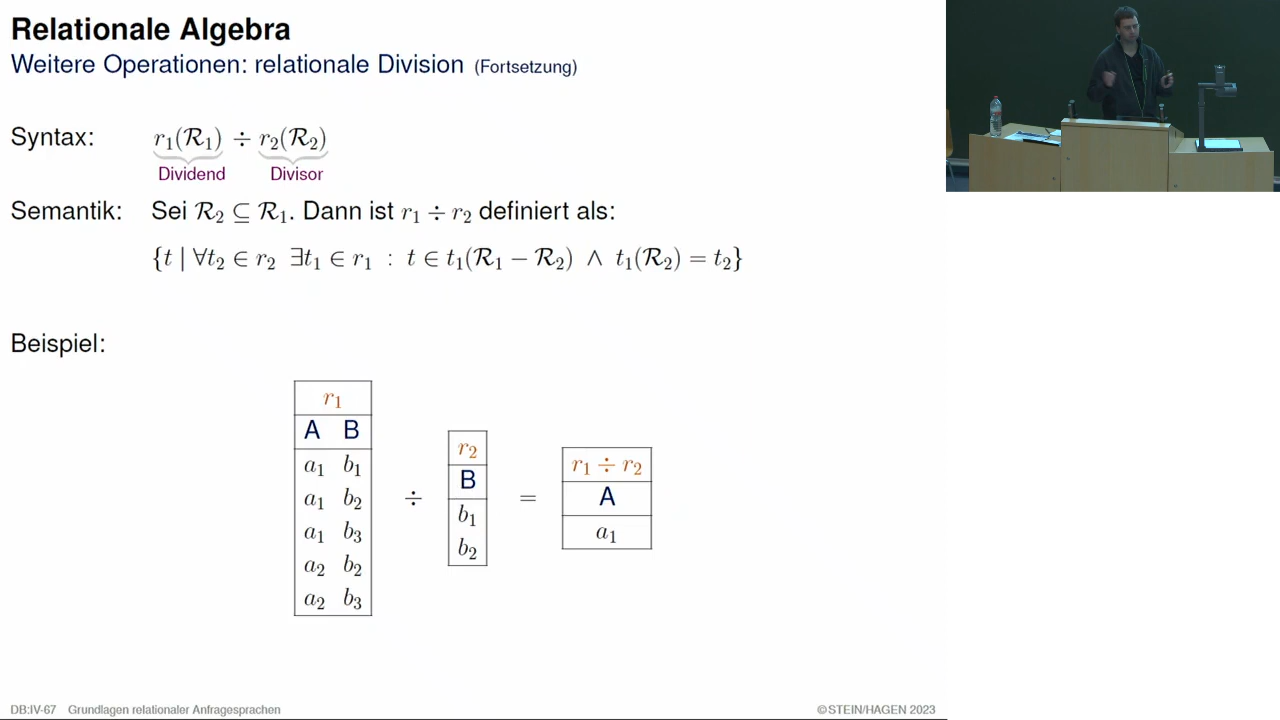 Relationale Algebra
Weitere Operationen: relationale Division (Fortsetzung)
Syntax: r₁(ℛ₁) ÷ r₂(ℛ₂)
Dividend Divisor
Semantik: Sei ℛ₂ ⊆ ℛ₁. Dann ist r₁ ÷ r₂ definiert als:
{t | ∀t₂ ∈ r₂ ∃t₁ ∈ r₁ : t ∈ t₁(ℛ₁ − ℛ₂) ∧ t₁(ℛ₂) = t₂}
Beispiel:
r₁
A B
a₁ b₁
a₁ b₂
a₁ b₃
a₂ b₂
a₂ b₃
÷
r₂
B
b₁
b₂
=
r₁ ÷ r₂
A
a₁
DB:IV-67 Grundlagen relationaler Anfragesprachen ©STEIN/HAGEN 2023